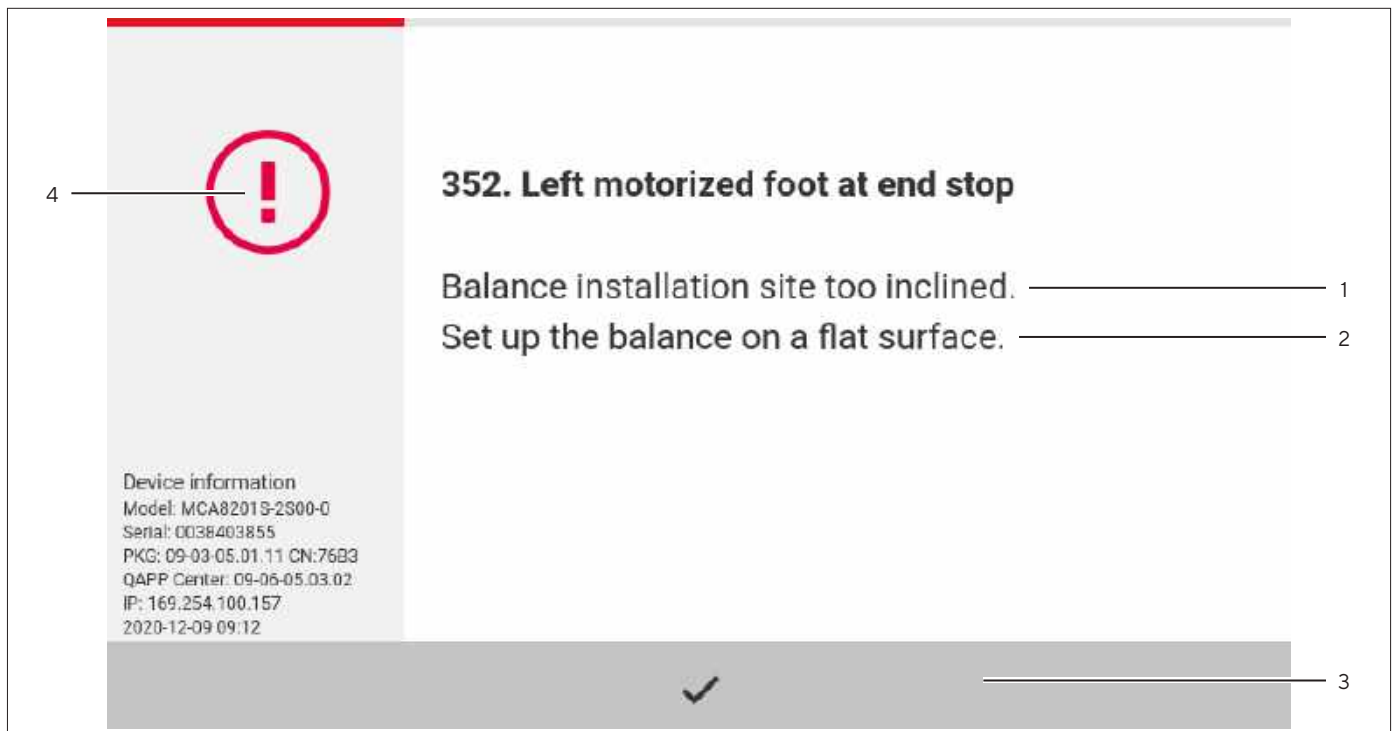 4
352. Left motorized foot at end stop
Balance installation site too inclined.
1
Set up the balance on a flat surface.
2
Device information
Model: MCA8201S-2S00-0
Serial: 0038403855
PKG: 09-03-05.01.11 CN:76B3
QAPP Center: 09-06-05.03.02
IP: 169.254.100.157
2020-12-09 09:12
3